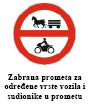 Zabrana prometa za
određene vrste vozila i
sudionike u prometu